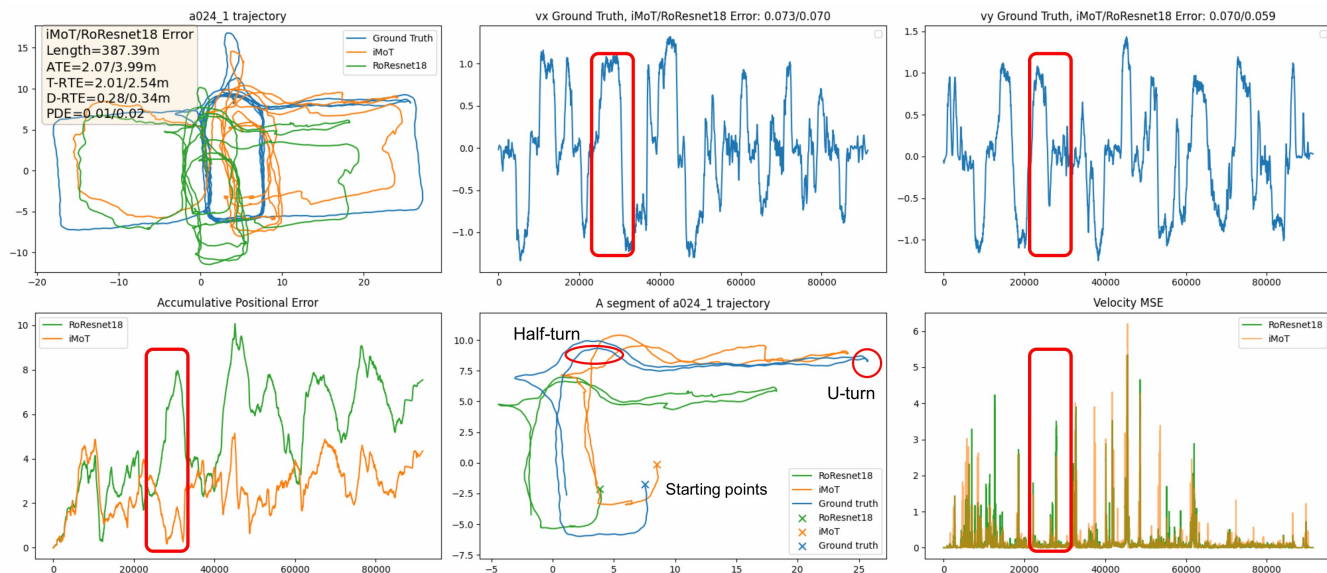 a024_1 trajectory
iMoT/RoResnet18 Error
Length=387.39m
ATE=2.07/3.99m
T-RTE=2.01/2.54m
D-RTE=0.28/0.34m
PDE=0.01/0.02
Ground Truth
iMoT
RoResnet18
15
10
5
0
−5
−10
−20
−10
0
10
20
vx Ground Truth, iMoT/RoResnet18 Error: 0.073/0.070
1.0
0.5
0.0
−0.5
−1.0
0
20000
40000
60000
80000
vy Ground Truth, iMoT/RoResnet18 Error: 0.070/0.059
1.5
1.0
0.5
0.0
−0.5
−1.0
0
20000
40000
60000
80000
Accumulative Positional Error
RoResnet18
iMoT
10
8
6
4
2
0
0
20000
40000
60000
80000
A segment of a024_1 trajectory
Half-turn
U-turn
Starting points
RoResnet18
iMoT
Ground truth
RoResnet18
iMoT
Ground truth
10.0
7.5
5.0
2.5
0.0
−2.5
−5.0
−7.5
−5
0
5
10
15
20
25
Velocity MSE
RoResnet18
iMoT
6
5
4
3
2
1
0
0
20000
40000
60000
80000